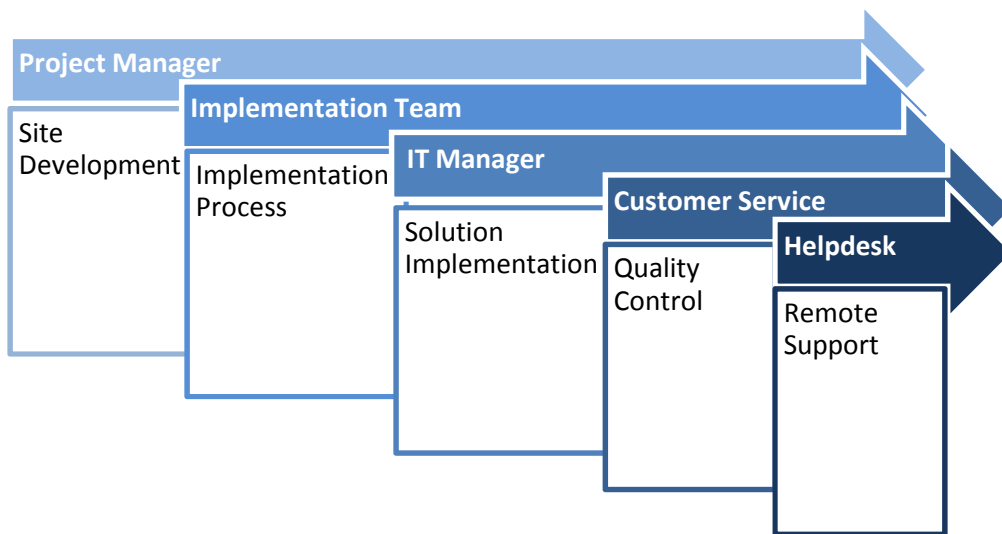 Project Manager
Site
Development
Implementation Team
Implementation
Process
IT Manager
Solution
Implementation
Customer Service
Quality
Control
Helpdesk
Remote
Support